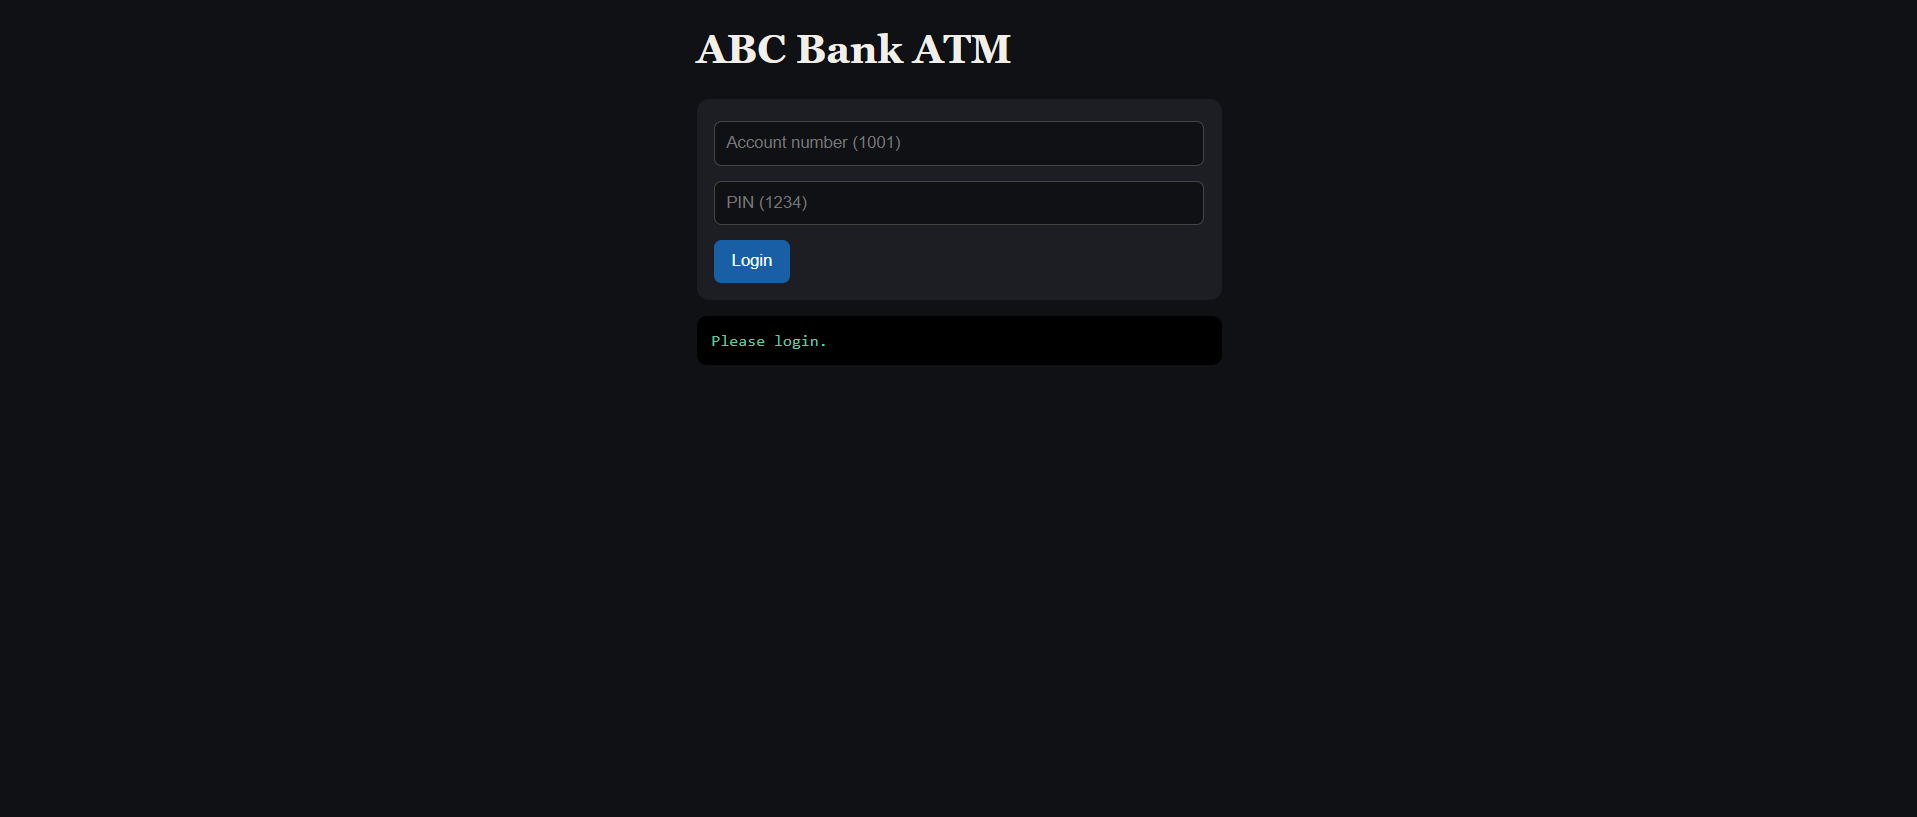 ABC Bank ATM
Account number (1001)
PIN (1234)
Login
Please login.